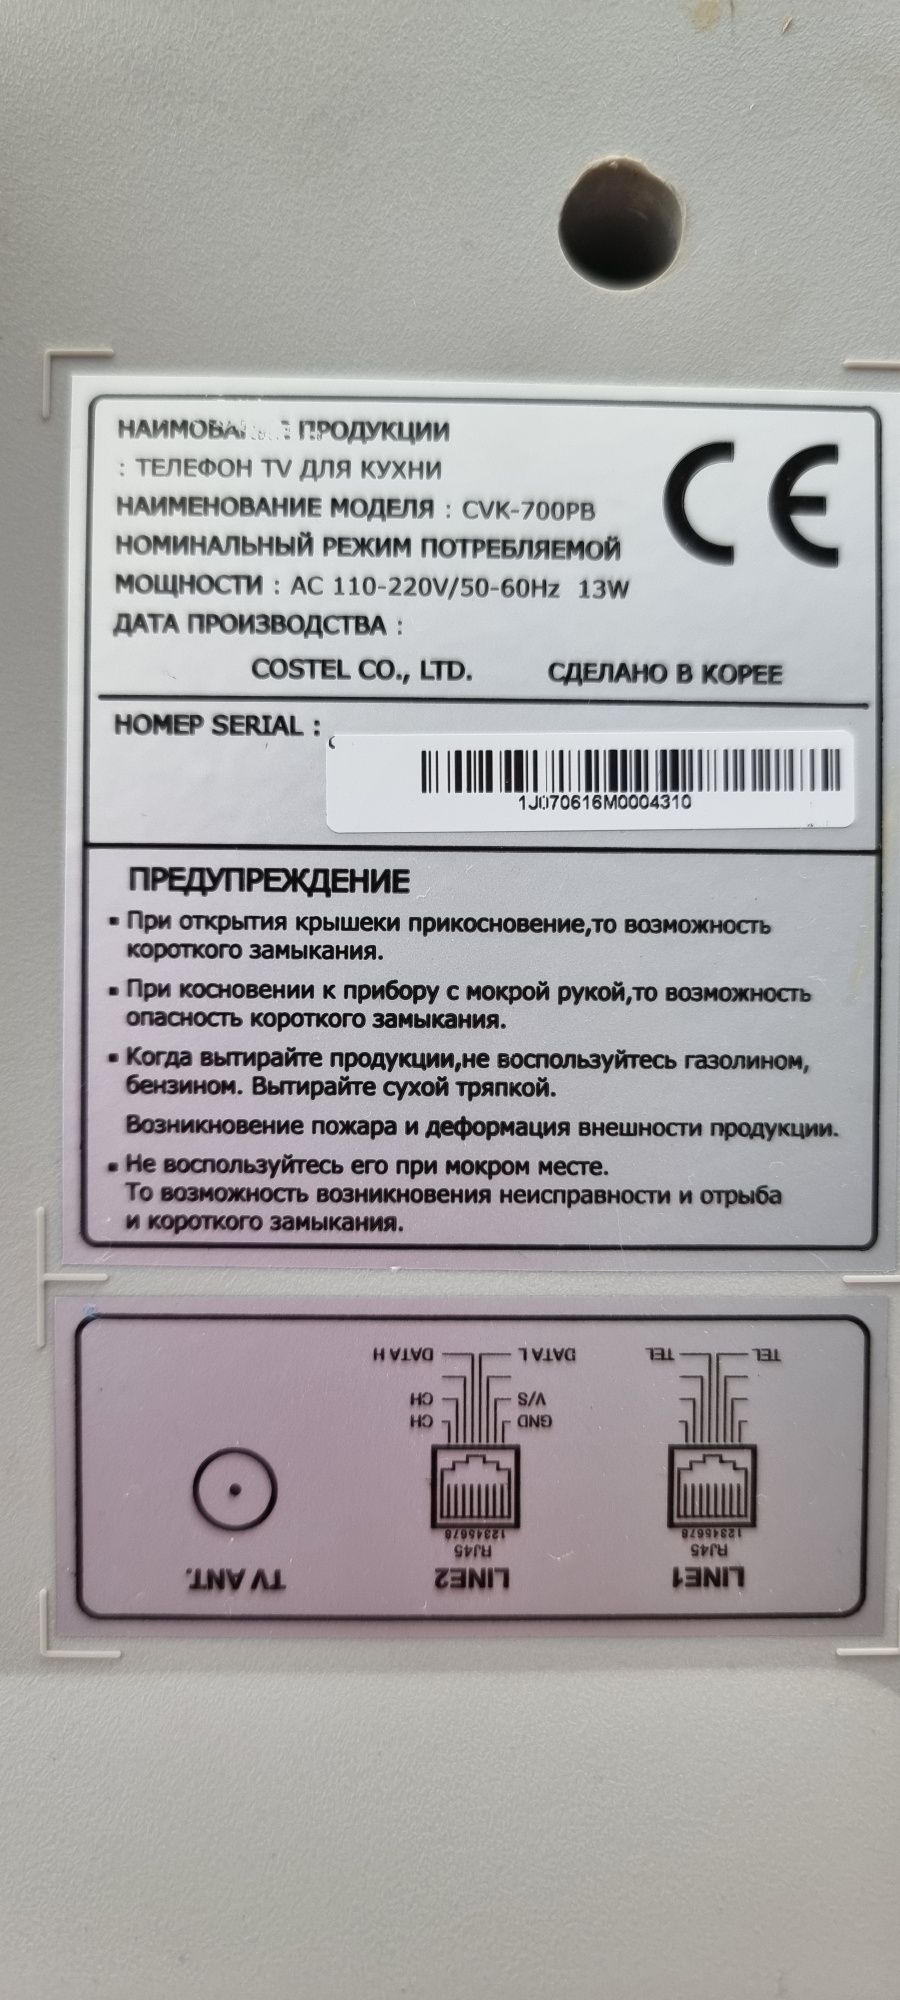 ПРОДУКЦИИ
: ТЕЛЕФОН TV ДЛЯ КУХНИ
НАИМЕНОВАНИЕ МОДЕЛЯ : CVK-700PB
НОМИНАЛЬНЫЙ РЕЖИМ ПОТРЕБЛЯЕМОЙ
МОЩНОСТИ : AC 110-220V/50-60Hz 13W
ДАТА ПРОИЗВОДСТВА :
COSTEL CO., LTD. СДЕЛАНО В КОРЕЕ
CE
НОМЕР SERIAL :
1J070616M0004310
ПРЕДУПРЕЖДЕНИЕ
▪ При открытия крышеки прикосновение,то возможность
короткого замыкания.
▪ При косновении к прибору с мокрой рукой,то возможность
опасность короткого замыкания.
▪ Когда вытирайте продукции,не воспользуйтесь газолином,
бензином. Вытирайте сухой тряпкой.
Возникновение пожара и деформация внешности продукции.
▪ Не воспользуйтесь его при мокром месте.
То возможность возникновения неисправности и отрыба
и короткого замыкания.
LINE1 LINE2 TV ANT.
RJ45 RJ45
12345678 12345678
GND CH
V/S CH
TEL TEL DATA L DATA H